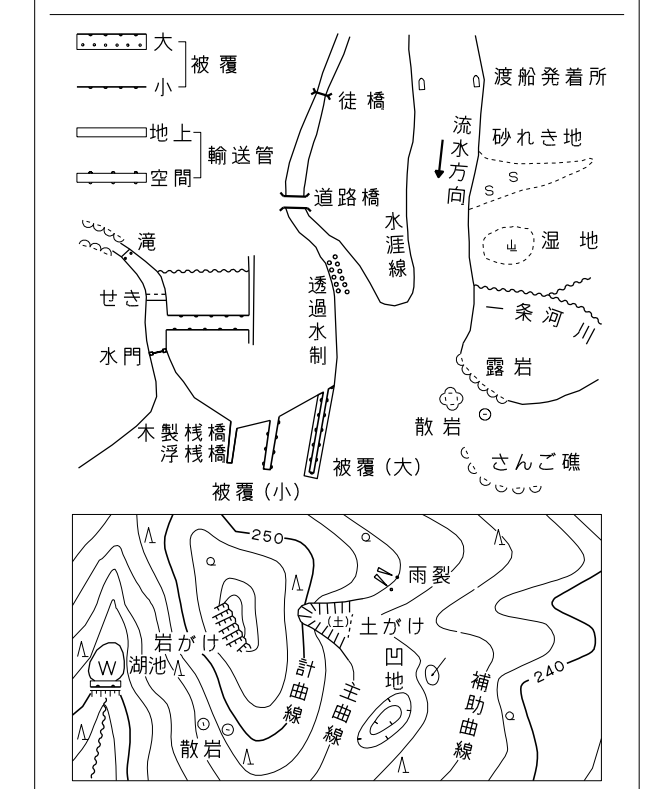 大
小
被覆
地上
空間
輸送管
徒橋
渡船発着所
流水方向
砂れき地
S S
道路橋
水涯線
湿地
滝
せき
透過水制
一条河川
水門
露岩
散岩
木製桟橋
浮桟橋
被覆(大)
さんご礁
被覆(小)
250
雨裂
(土)
土がけ
岩がけ
湖池
W
計曲線
主曲線
凹地
補助曲線
240
散岩